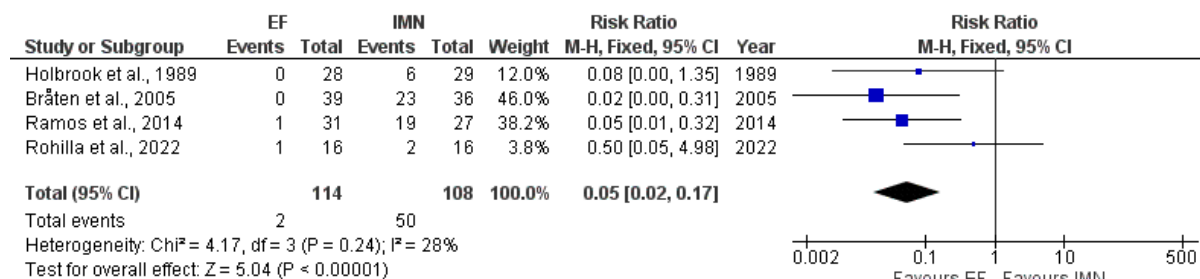 EF IMN Risk Ratio Risk Ratio
Study or Subgroup Events Total Events Total Weight M-H, Fixed, 95% CI Year M-H, Fixed, 95% CI
Holbrook et al., 1989 0 28 6 29 12.0% 0.08 [0.00, 1.35] 1989
Bråten et al., 2005 0 39 23 36 46.0% 0.02 [0.00, 0.31] 2005
Ramos et al., 2014 1 31 19 27 38.2% 0.05 [0.01, 0.32] 2014
Rohilla et al., 2022 1 16 2 16 3.8% 0.50 [0.05, 4.98] 2022
Total (95% CI) 114 108 100.0% 0.05 [0.02, 0.17]
Total events 2 50
Heterogeneity: Chi² = 4.17, df = 3 (P = 0.24); I² = 28%
0.002 0.1 1 10 500
Test for overall effect: Z = 5.04 (P < 0.00001)
Favours EF Favours IMN